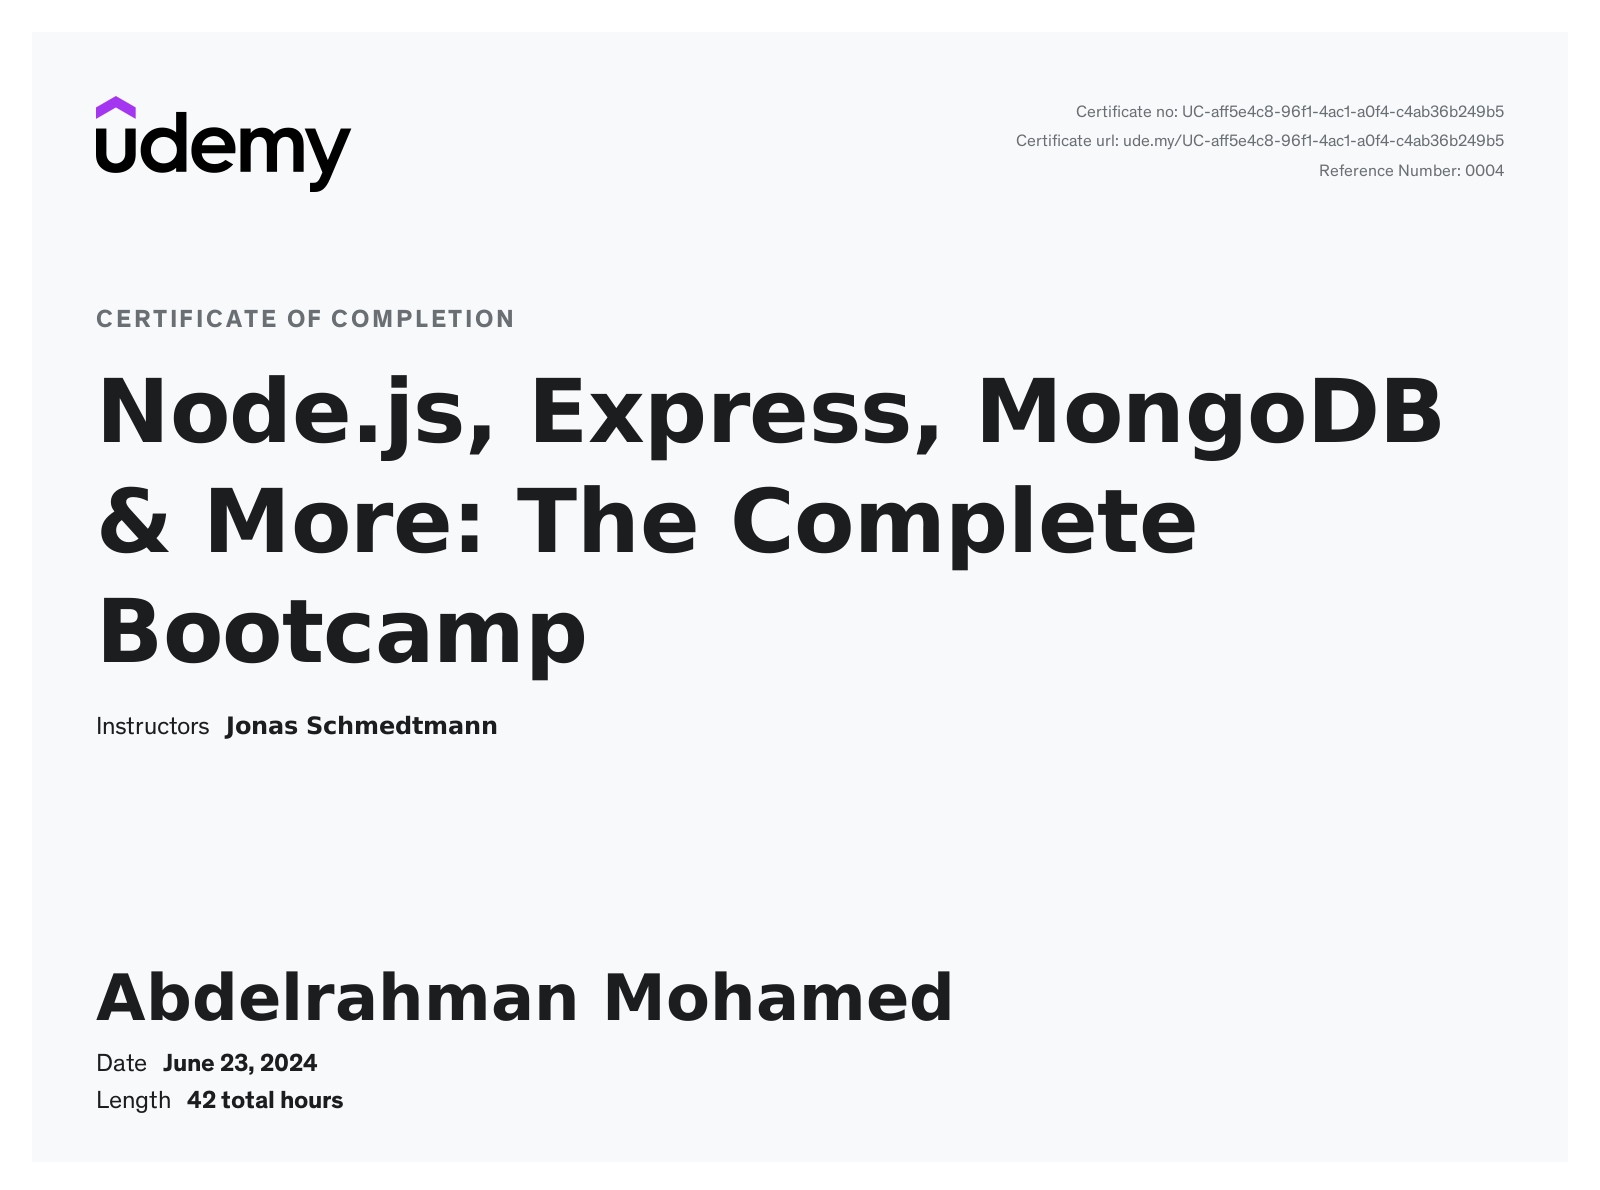 udemy
Certificate no: UC-aff5e4c8-96f1-4ac1-a0f4-c4ab36b249b5
Certificate url: ude.my/UC-aff5e4c8-96f1-4ac1-a0f4-c4ab36b249b5
Reference Number: 0004
CERTIFICATE OF COMPLETION
Node.js, Express, MongoDB
& More: The Complete
Bootcamp
Instructors Jonas Schmedtmann
Abdelrahman Mohamed
Date June 23, 2024
Length 42 total hours